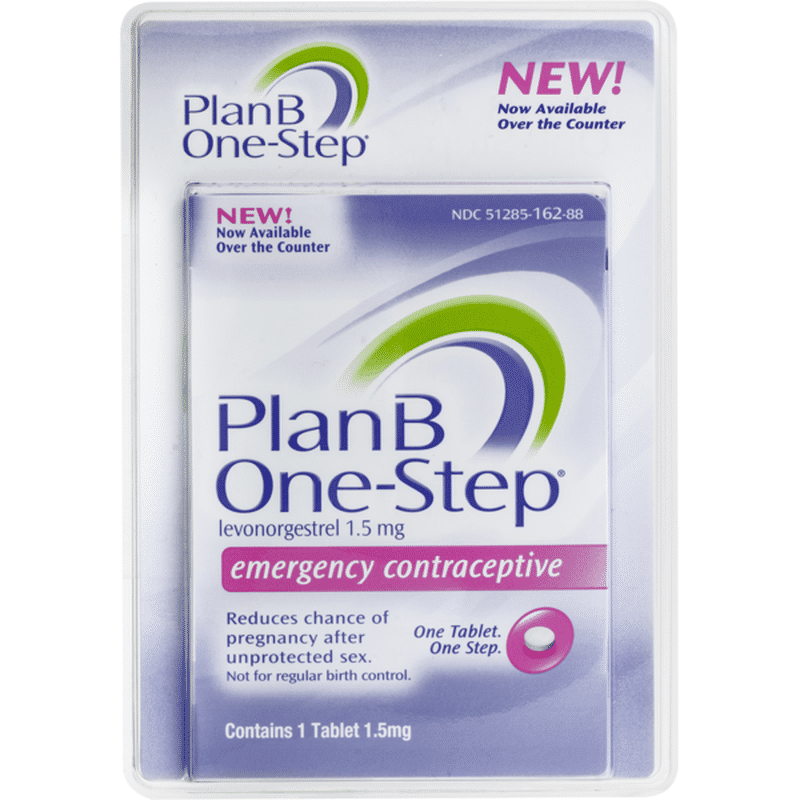 Plan B
One-Step®
NEW!
Now Available
Over the Counter
NEW!
Now Available
Over the Counter
NDC 51285-162-88
Plan B
One-Step®
levonorgestrel 1.5 mg
emergency contraceptive
Reduces chance of
pregnancy after
unprotected sex.
Not for regular birth control.
One Tablet.
One Step.
Contains 1 Tablet 1.5mg